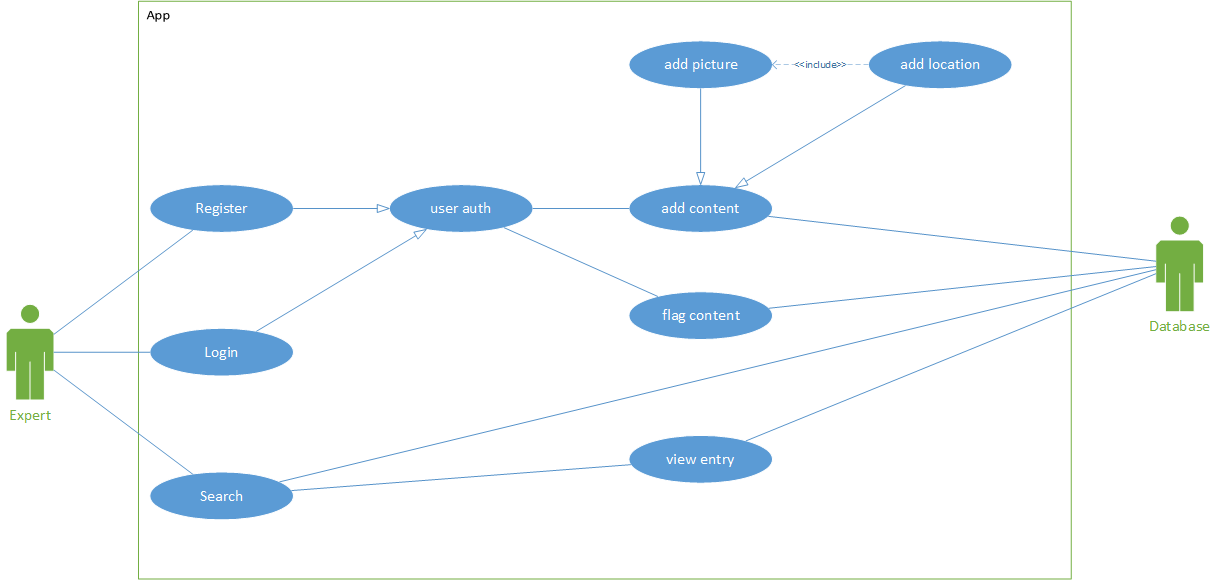 App
add picture
<<include>>
add location
Register
user auth
add content
flag content
Database
Login
Expert
view entry
Search